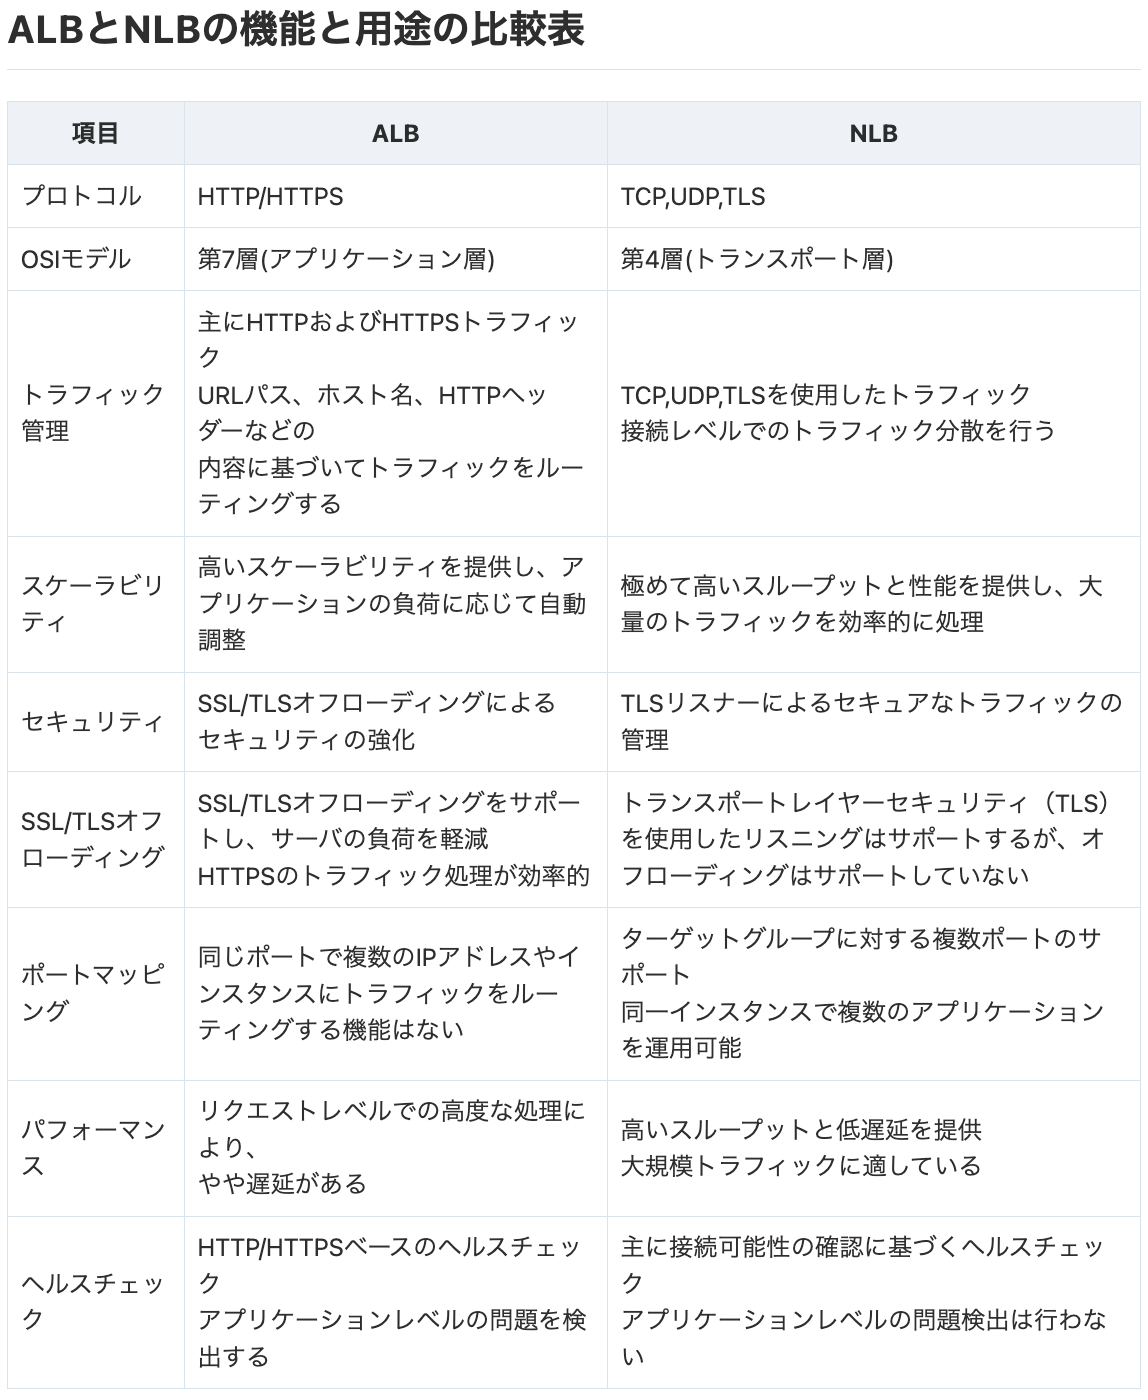 ALBとNLBの機能と用途の比較表
項目
ALB
NLB
プロトコル
HTTP/HTTPS
TCP,UDP,TLS
OSIモデル
第7層(アプリケーション層)
第4層(トランスポート層)
トラフィック
管理
主にHTTPおよびHTTPSトラフィッ
ク
URLパス、ホスト名、HTTPヘッ
ダーなどの
内容に基づいてトラフィックをルー
ティングする
TCP,UDP,TLSを使用したトラフィック
接続レベルでのトラフィック分散を行う
スケーラビリ
ティ
高いスケーラビリティを提供し、ア
プリケーションの負荷に応じて自動
調整
極めて高いスループットと性能を提供し、大
量のトラフィックを効率的に処理
セキュリティ
SSL/TLSオフローディングによる
セキュリティの強化
TLSリスナーによるセキュアなトラフィックの
管理
SSL/TLSオフ
ローディング
SSL/TLSオフローディングをサポー
トし、サーバの負荷を軽減
HTTPSのトラフィック処理が効率的
トランスポートレイヤーセキュリティ（TLS）
を使用したリスニングはサポートするが、オ
フローディングはサポートしていない
ポートマッピ
ング
同じポートで複数のIPアドレスやイ
ンスタンスにトラフィックをルー
ティングする機能はない
ターゲットグループに対する複数ポートのサ
ポート
同一インスタンスで複数のアプリケーション
を運用可能
パフォーマン
ス
リクエストレベルでの高度な処理に
より、
やや遅延がある
高いスループットと低遅延を提供
大規模トラフィックに適している
ヘルスチェッ
ク
HTTP/HTTPSベースのヘルスチェッ
ク
アプリケーションレベルの問題を検
出する
主に接続可能性の確認に基づくヘルスチェッ
ク
アプリケーションレベルの問題検出は行わな
い